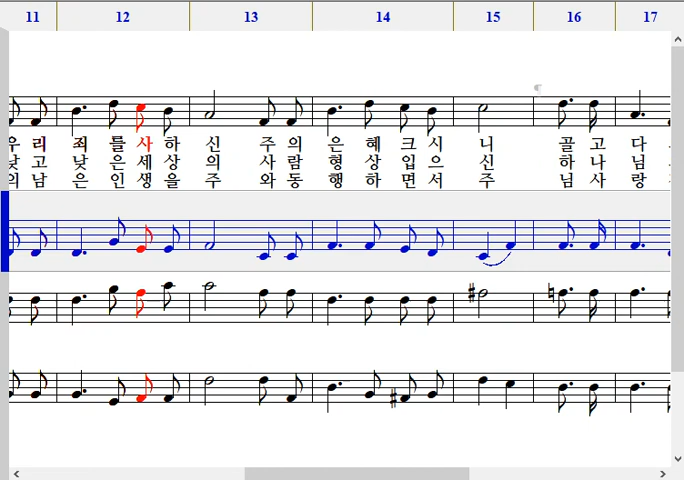 11 12 13 14 15 16 17
우 리 죄 를 사 하 신 주 의 은 혜 크 시 니 골 고 다
낮 고 낮 은 세 상 의 사 람 형 상 입 으 신 하 나 님
의 남 은 인 생 을 주 와 동 행 하 면 서 주 님 사 랑